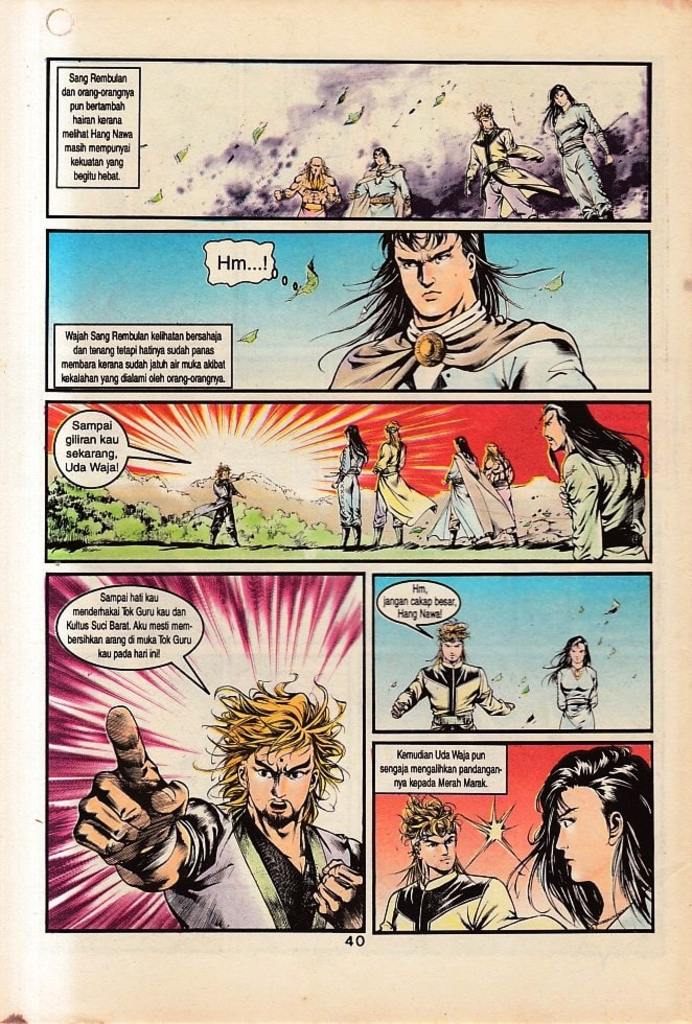 Sang Rembulan
dan orang-orangnya
pun bertambah
hairan kerana
melihat Hang Nawa
masih mempunyai
kekuatan yang
begitu hebat.
Hm...!
Wajah Sang Rembulan kelihatan bersahaja
dan tenang tetapi hatinya sudah panas
membara kerana sudah jatuh air muka akibat
kekalahan yang dialami oleh orang-orangnya.
Sampai
giliran kau
sekarang,
Uda Waja!
Sampai hati kau
menderhakai Tok Guru kau dan
Kultus Suci Barat. Aku mesti mem-
bersihkan arang di muka Tok Guru
kau pada hari ini!
Hm,
jangan cakap besar,
Hang Nawa!
Kemudian Uda Waja pun
sengaja mengalihkan pandangan-
nya kepada Merah Marak.
40